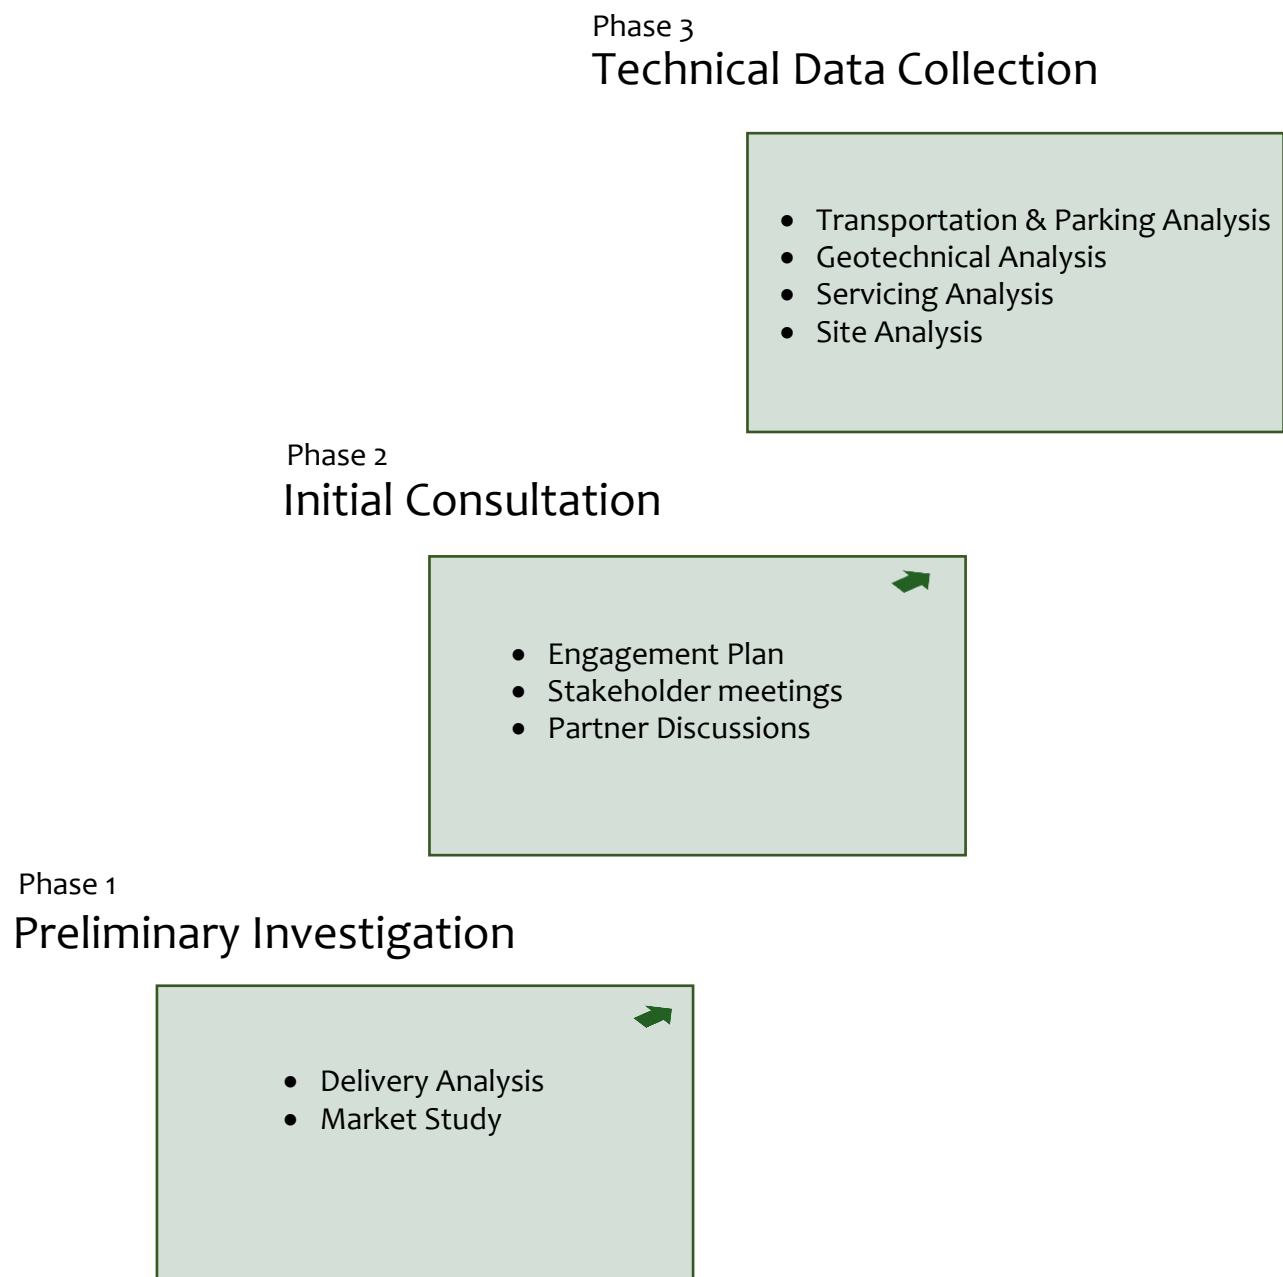 Phase 3
Technical Data Collection
• Transportation & Parking Analysis
• Geotechnical Analysis
• Servicing Analysis
• Site Analysis
Phase 2
Initial Consultation
• Engagement Plan
• Stakeholder meetings
• Partner Discussions
Phase 1
Preliminary Investigation
• Delivery Analysis
• Market Study